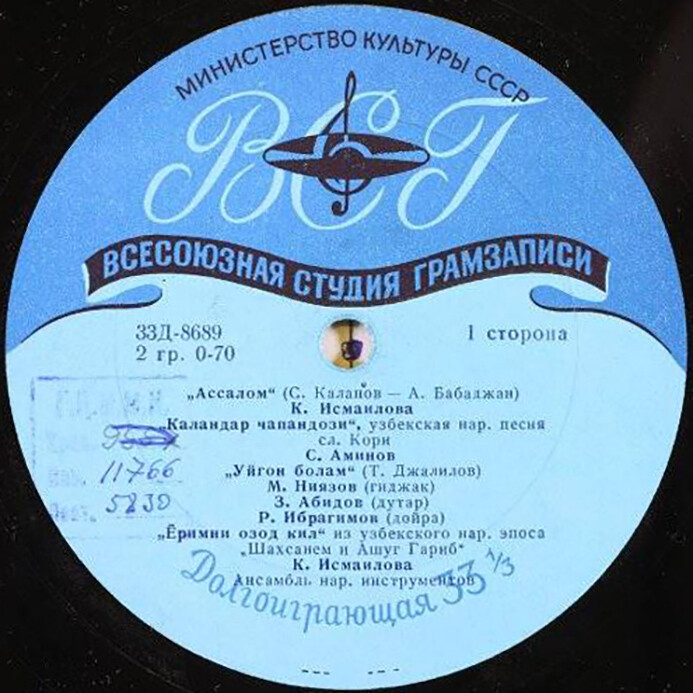 МИНИСТЕРСТВО КУЛЬТУРЫ СССР
ВСГ
ВСЕСОЮЗНАЯ СТУДИЯ ГРАМЗАПИСИ
33Д-8689
2 гр. 0-70
1 сторона
„Ассалом“ (С. Каланов — А. Бабаджан)
К. Исмаилова
„Каландар чапандози“, узбекская нар. песня
сл. Кори
С. Аминов
„Уйгон болам“ (Т. Джалилов)
М. Ниязов (гиджак)
З. Абидов (дутар)
Р. Ибрагимов (дойра)
„Ёримни озод кил“ из узбекского нар. эпоса
„Шахсанем и Ашуг Гариб“
К. Исмаилова
Ансамбль нар. инструментов
Долгоиграющая 33 1/3
11766
5830